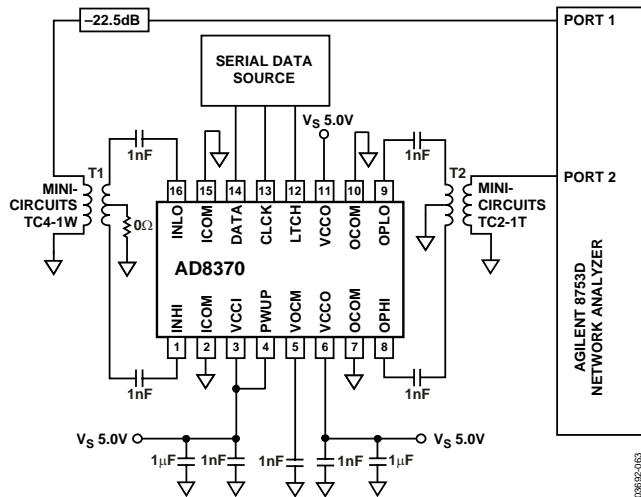 –22.5dB
PORT 1
SERIAL DATA
SOURCE
VS 5.0V
1nF
1nF
T1
T2
PORT 2
MINI-
CIRCUITS
TC4-1W
0Ω
MINI-
CIRCUITS
TC2-1T
16 15 14 13 12 11 10 9
INLO ICOM DATA CLCK LTCH VCCO OCOM OPLO
AD8370
INHI ICOM VCCI PWUP VOCM VCCO OCOM OPHI
1 2 3 4 5 6 7 8
1nF
1nF
VS 5.0V
VS 5.0V
1μF
1nF
1nF
1nF
1μF
AGILENT 8753D
NETWORK ANALYZER
03692-063